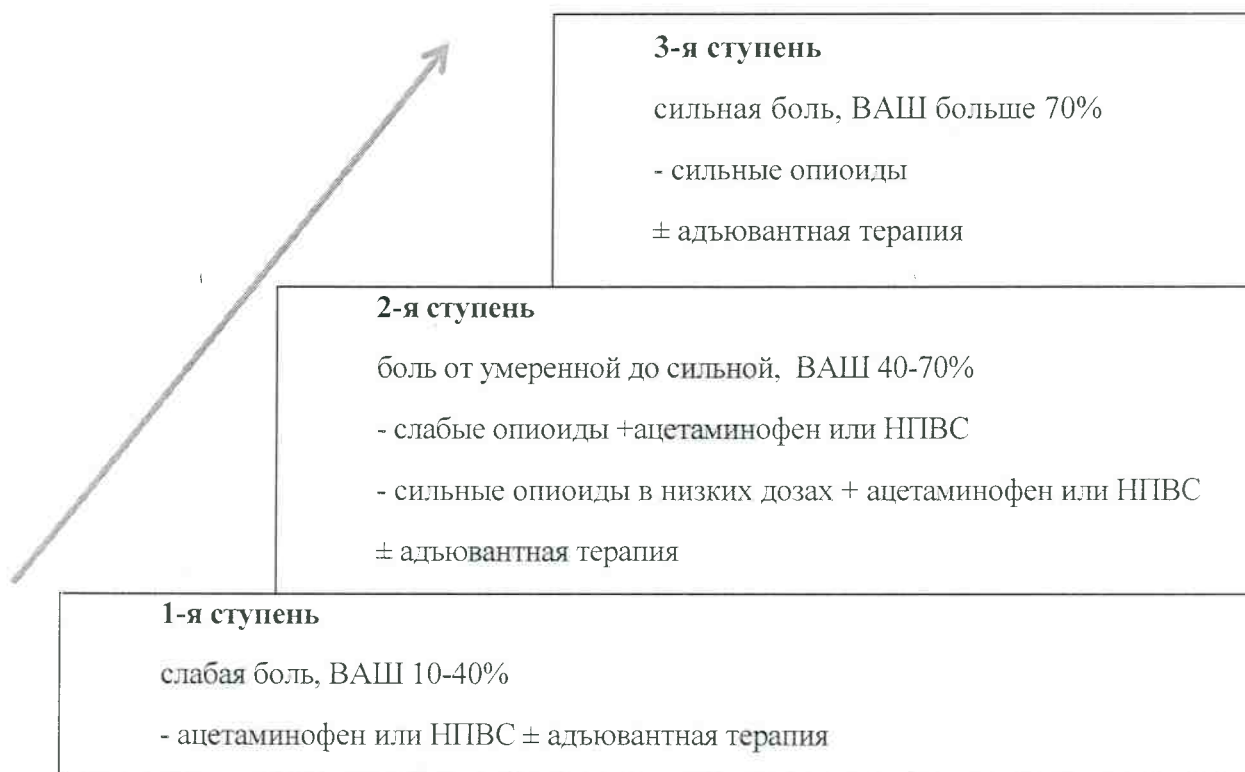 3-я ступень
сильная боль, ВАШ больше 70%
- сильные опиоиды
± адъювантная терапия
2-я ступень
боль от умеренной до сильной, ВАШ 40-70%
- слабые опиоиды +ацетаминофен или НПВС
- сильные опиоиды в низких дозах + ацетаминофен или НПВС
± адъювантная терапия
1-я ступень
слабая боль, ВАШ 10-40%
- ацетаминофен или НПВС ± адъювантная терапия